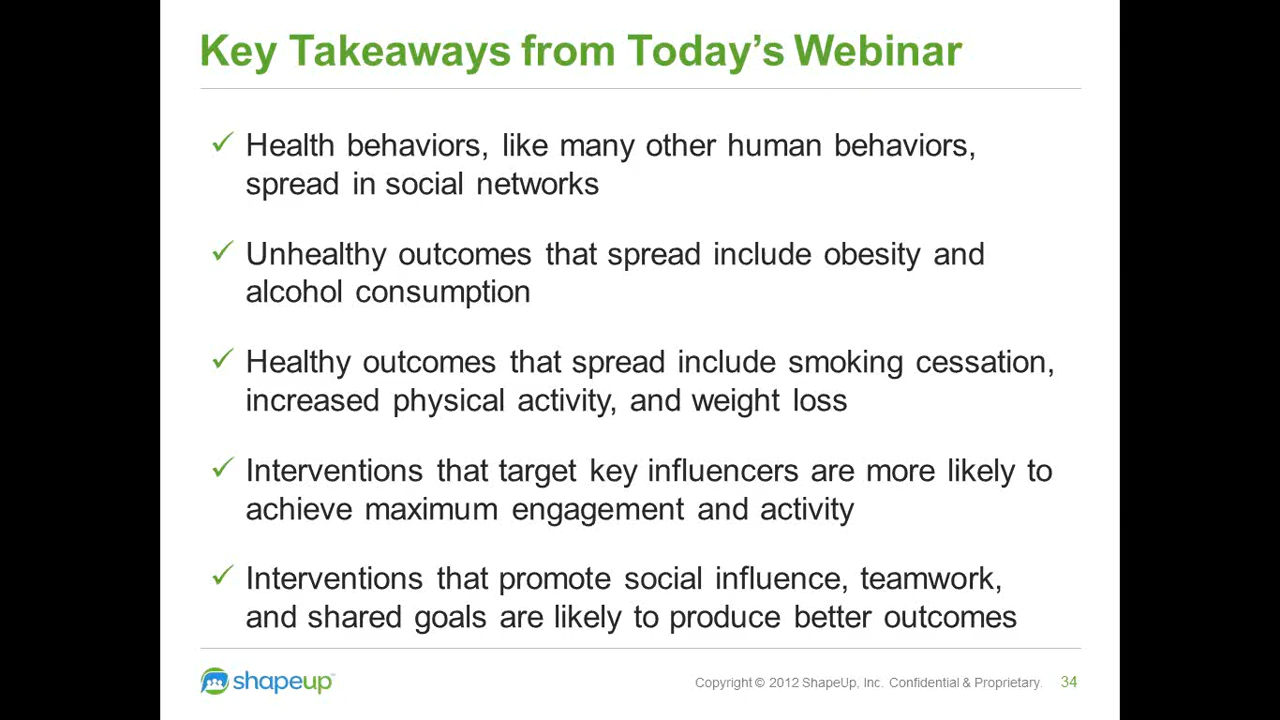 Key Takeaways from Today's Webinar
Health behaviors, like many other human behaviors,
spread in social networks
Unhealthy outcomes that spread include obesity and
alcohol consumption
Healthy outcomes that spread include smoking cessation,
increased physical activity, and weight loss
Interventions that target key influencers are more likely to
achieve maximum engagement and activity
Interventions that promote social influence, teamwork,
and shared goals are likely to produce better outcomes
shapeup™
Copyright © 2012 ShapeUp, Inc. Confidential & Proprietary. 34